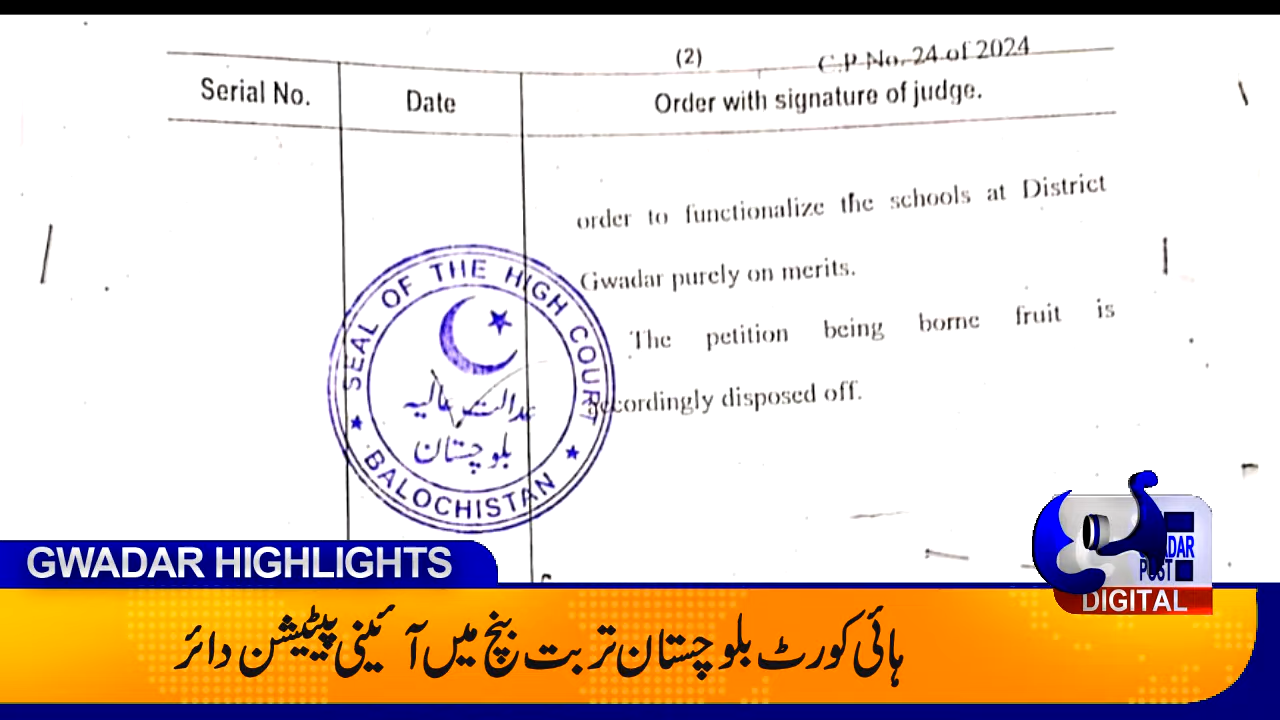 (2)
C.P No. 24 of 2024
Serial No.
Date
Order with signature of judge.
order to functionalize the schools at District
Gwadar purely on merits.
The petition being borne fruit is
accordingly disposed off.
SEAL OF THE HIGH COURT
عدالت عالیہ
بلوچستان
BALOCHISTAN
GWADAR HIGHLIGHTS
GWADAR
POST
DIGITAL
ہائی کورٹ بلوچستان تربت بنچ میں آئینی پیٹیشن دائر